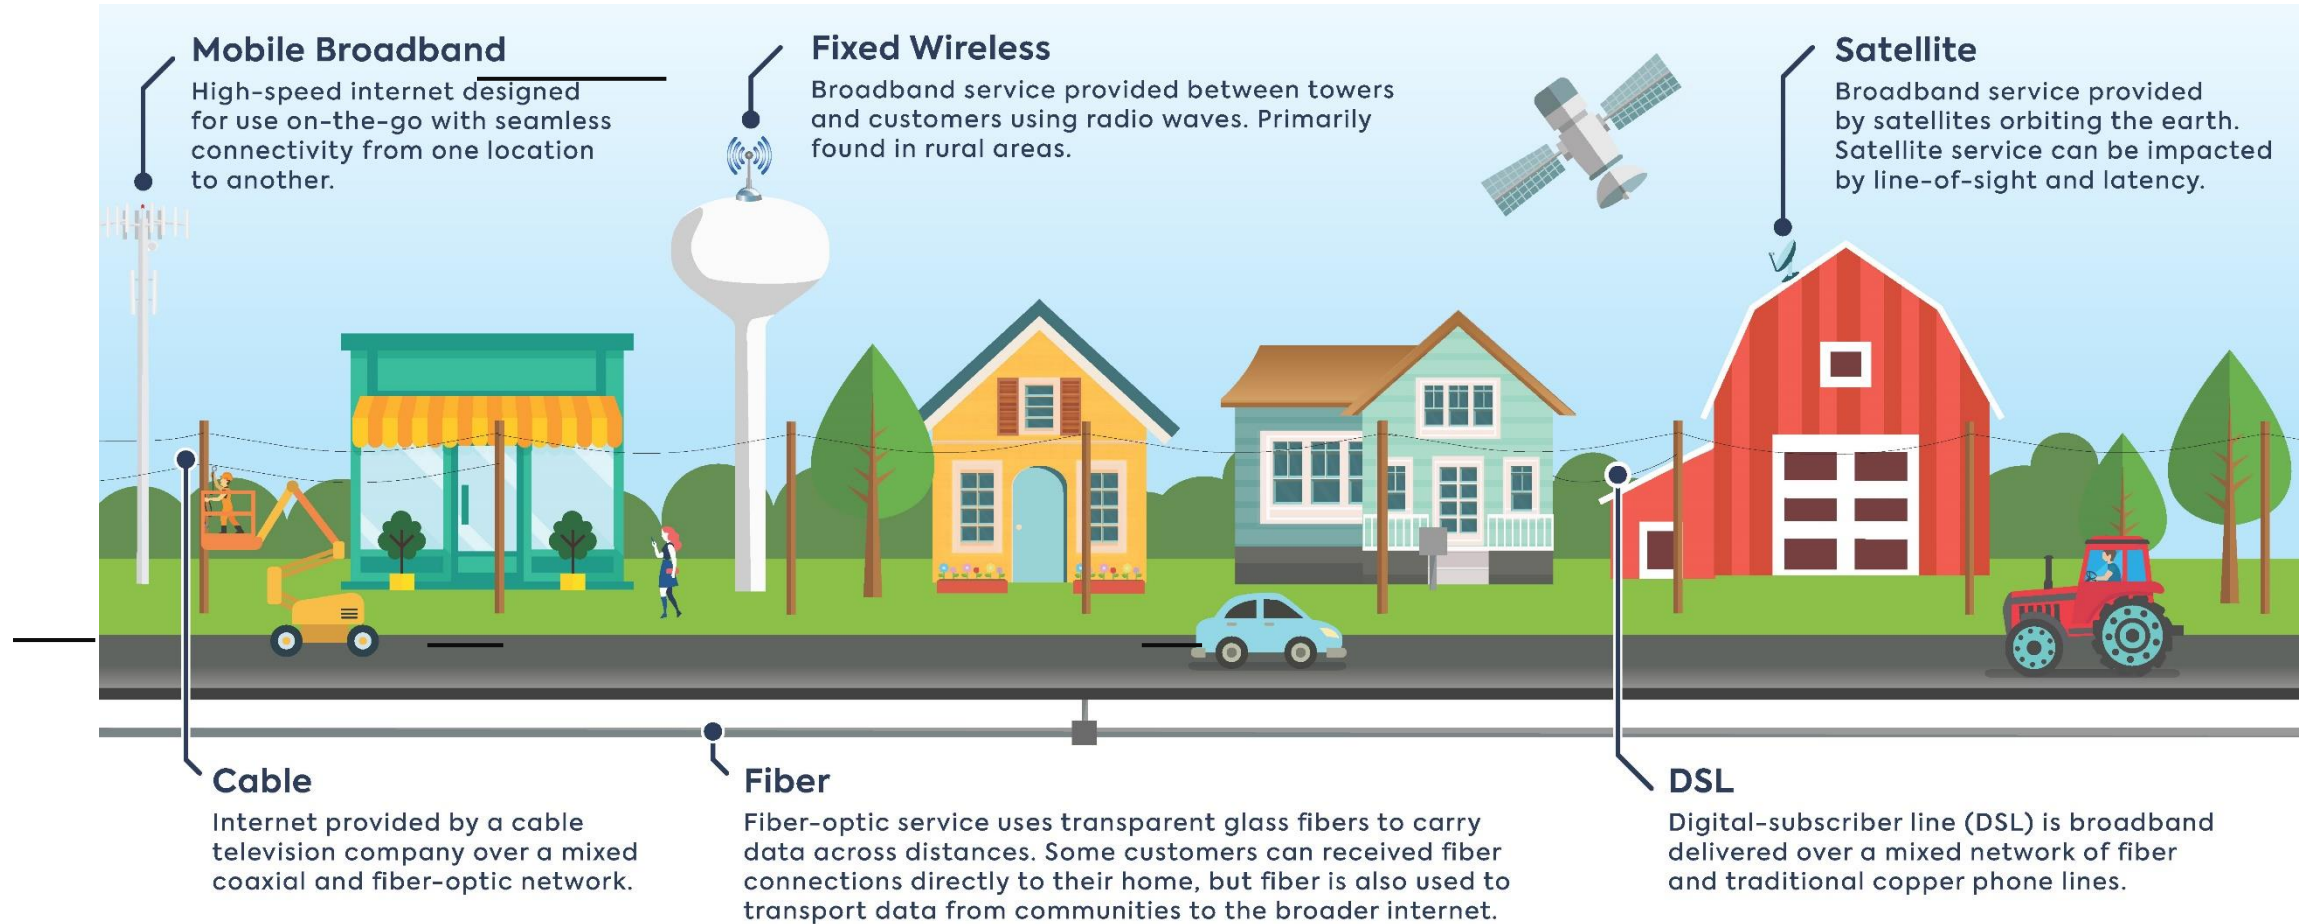 Mobile Broadband
High-speed internet designed
for use on-the-go with seamless
connectivity from one location
to another.
Fixed Wireless
Broadband service provided between towers
and customers using radio waves. Primarily
found in rural areas.
Satellite
Broadband service provided
by satellites orbiting the earth.
Satellite service can be impacted
by line-of-sight and latency.
Cable
Internet provided by a cable
television company over a mixed
coaxial and fiber-optic network.
Fiber
Fiber-optic service uses transparent glass fibers to carry
data across distances. Some customers can received fiber
connections directly to their home, but fiber is also used to
transport data from communities to the broader internet.
DSL
Digital-subscriber line (DSL) is broadband
delivered over a mixed network of fiber
and traditional copper phone lines.